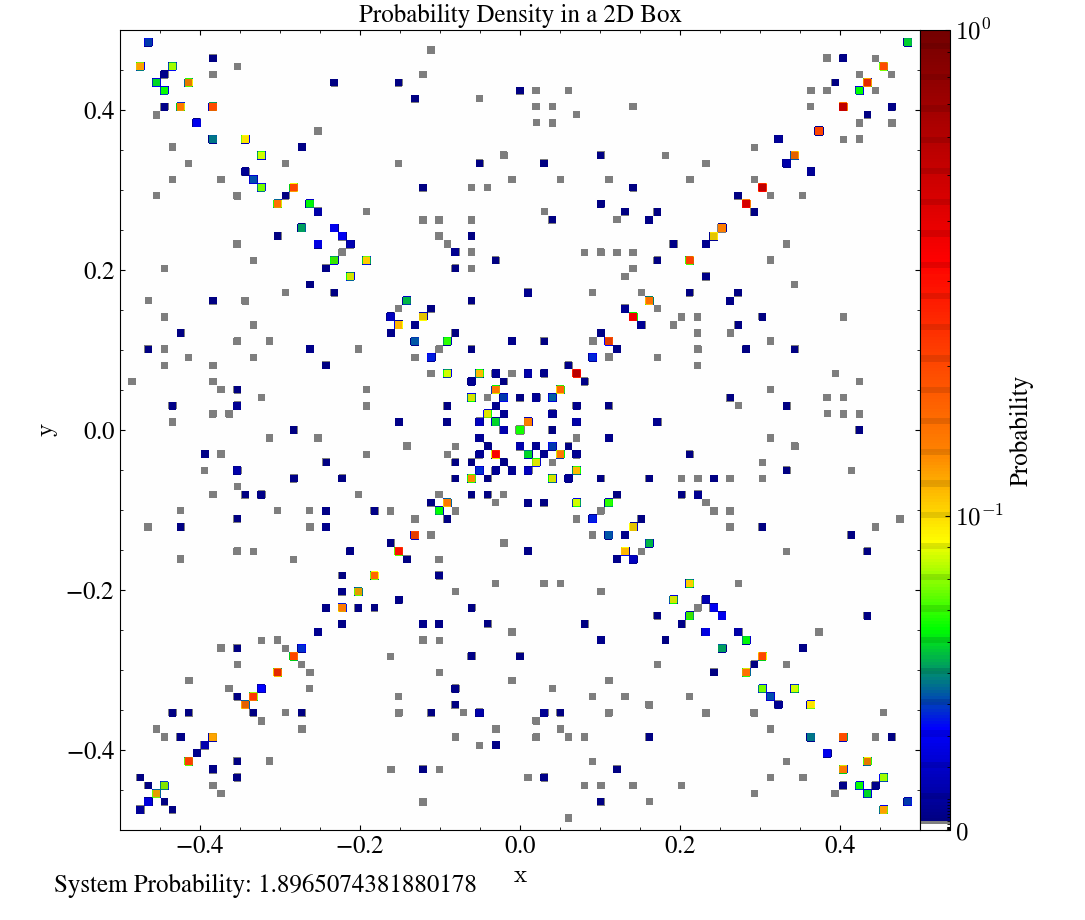 Probability Density in a 2D Box
10⁰
0.4
0.2
0.0
−0.2
−0.4
y
10⁻¹
0
Probability
−0.4 −0.2 0.0 0.2 0.4
x
System Probability: 1.8965074381880178